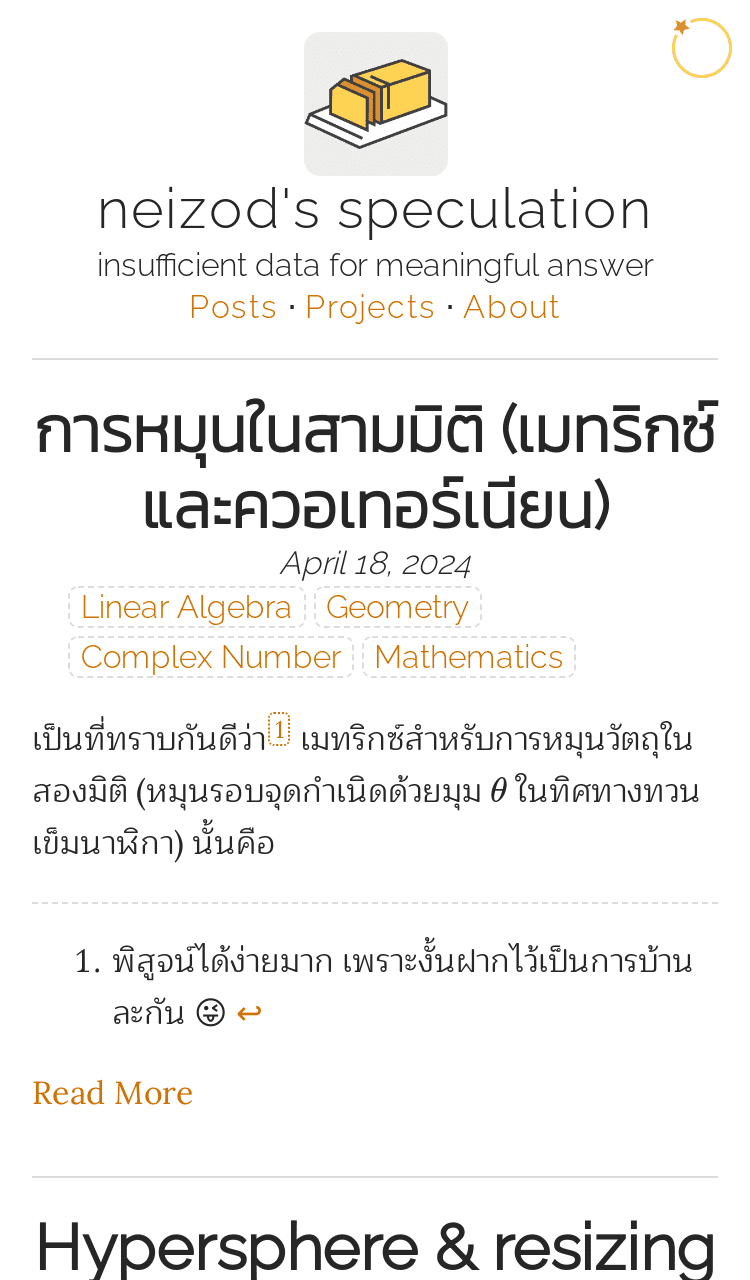 neizod's speculation
insufficient data for meaningful answer
Posts · Projects · About
การหมุนในสามมิติ (เมทริกซ์
และควอเทอร์เนียน)
April 18, 2024
Linear Algebra Geometry
Complex Number Mathematics
เป็นที่ทราบกันดีว่า1 เมทริกซ์สำหรับการหมุนวัตถุใน
สองมิติ (หมุนรอบจุดกำเนิดด้วยมุม θ ในทิศทางทวน
เข็มนาฬิกา) นั้นคือ
1. พิสูจน์ได้ง่ายมาก เพราะงั้นฝากไว้เป็นการบ้าน
ละกัน 😜 ↩
Read More
Hypersphere & resizing